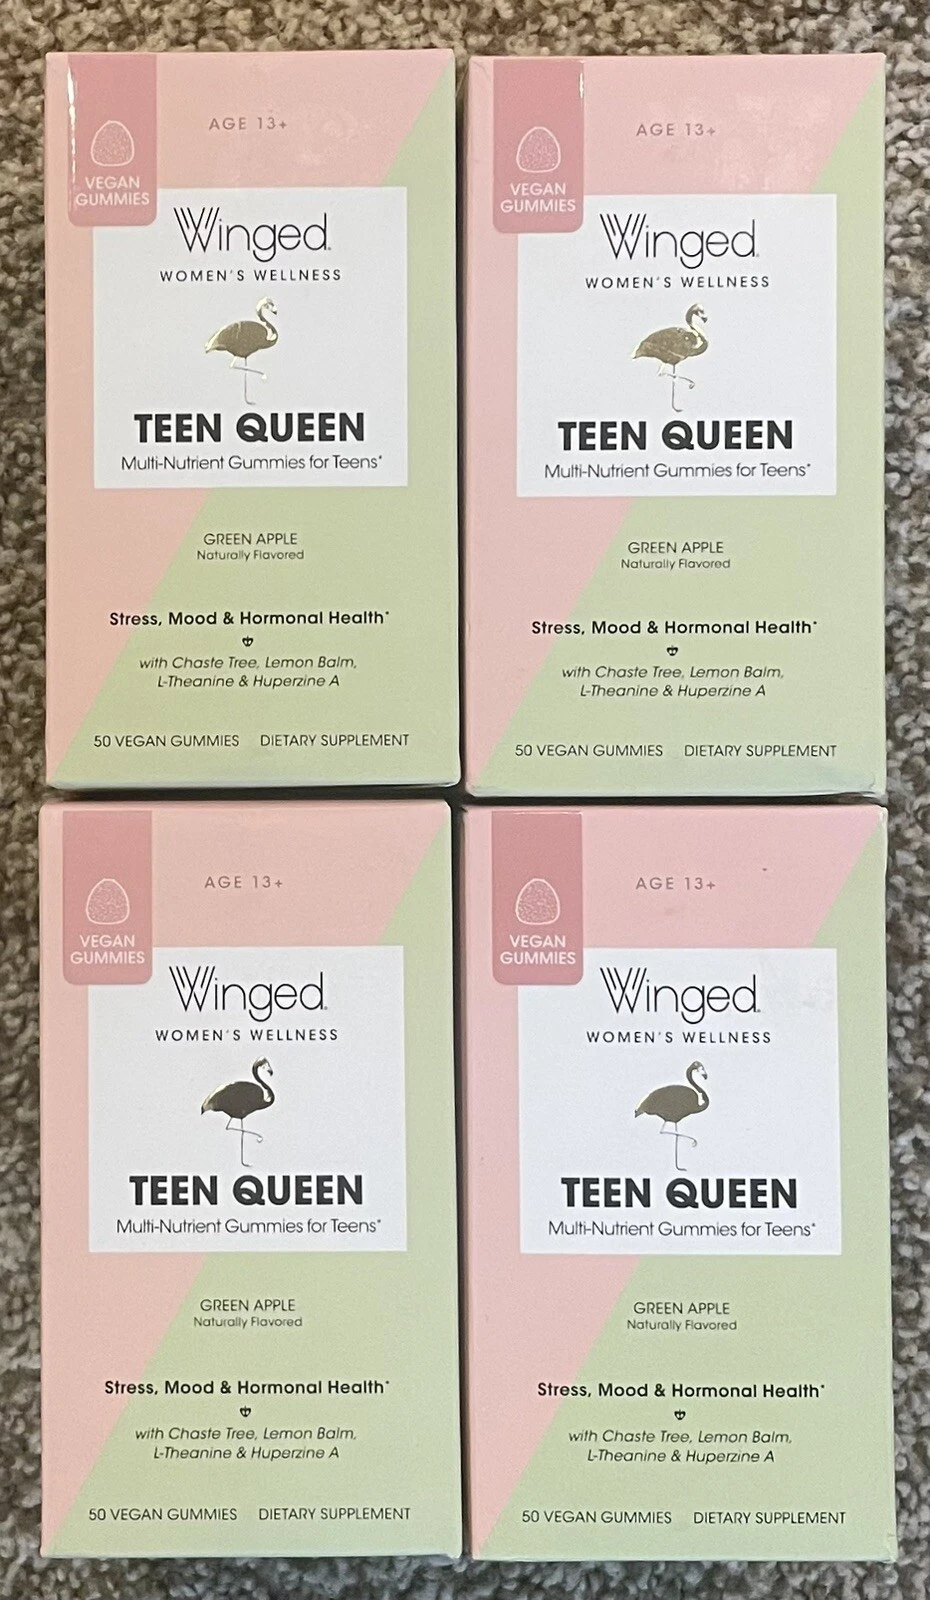 AGE 13+
VEGAN
GUMMIES
Winged
WOMEN'S WELLNESS
TEEN QUEEN
Multi-Nutrient Gummies for Teens*
GREEN APPLE
Naturally Flavored
Stress, Mood & Hormonal Health*
with Chaste Tree, Lemon Balm,
L-Theanine & Huperzine A
50 VEGAN GUMMIES DIETARY SUPPLEMENT
AGE 13+
VEGAN
GUMMIES
Winged
WOMEN'S WELLNESS
TEEN QUEEN
Multi-Nutrient Gummies for Teens*
GREEN APPLE
Naturally Flavored
Stress, Mood & Hormonal Health*
with Chaste Tree, Lemon Balm,
L-Theanine & Huperzine A
50 VEGAN GUMMIES DIETARY SUPPLEMENT
AGE 13+
VEGAN
GUMMIES
Winged
WOMEN'S WELLNESS
TEEN QUEEN
Multi-Nutrient Gummies for Teens*
GREEN APPLE
Naturally Flavored
Stress, Mood & Hormonal Health*
with Chaste Tree, Lemon Balm,
L-Theanine & Huperzine A
50 VEGAN GUMMIES DIETARY SUPPLEMENT
AGE 13+
VEGAN
GUMMIES
Winged
WOMEN'S WELLNESS
TEEN QUEEN
Multi-Nutrient Gummies for Teens*
GREEN APPLE
Naturally Flavored
Stress, Mood & Hormonal Health*
with Chaste Tree, Lemon Balm,
L-Theanine & Huperzine A
50 VEGAN GUMMIES DIETARY SUPPLEMENT